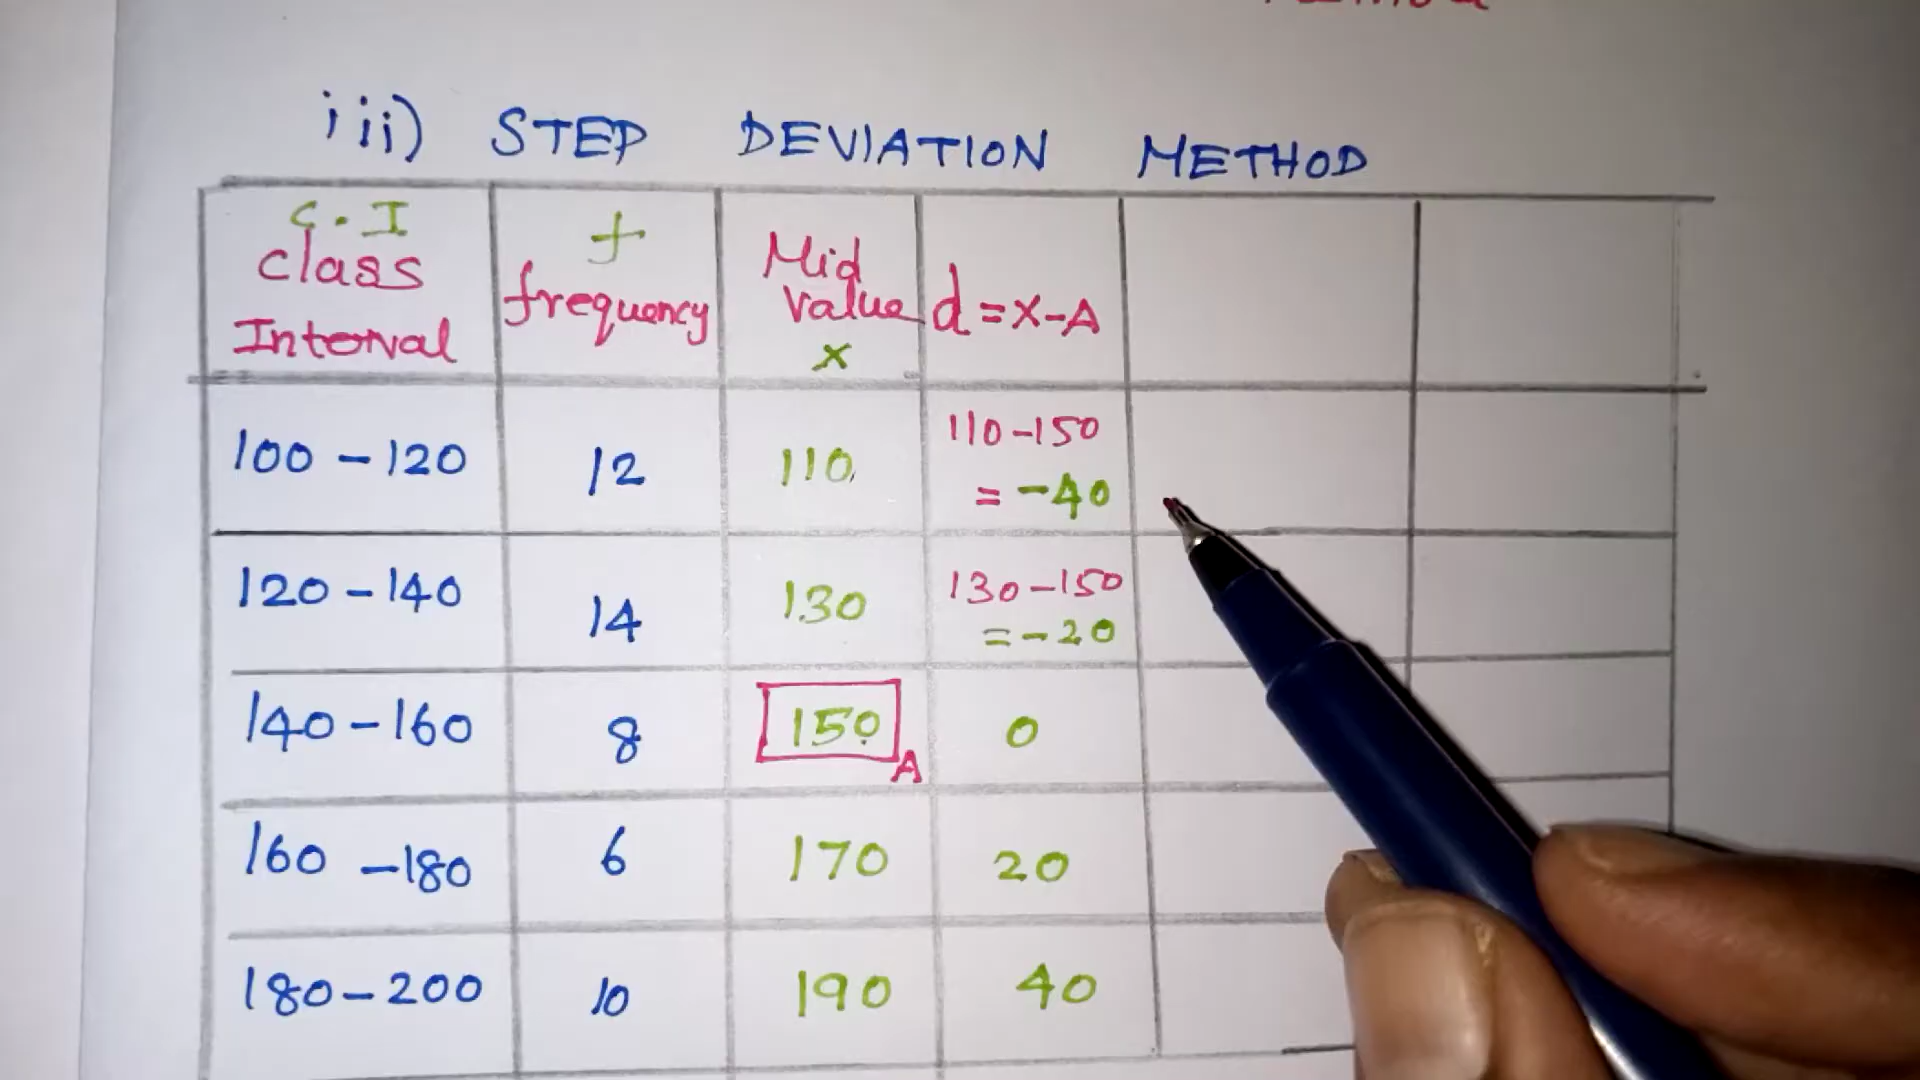 iii) STEP DEVIATION METHOD
C.I
class
Interval
f
frequency
Mid
value
x
d = x-A
100 - 120
12
110
110-150
= -40
120 - 140
14
130
130-150
= -20
140 - 160
8
150
A
0
160 - 180
6
170
20
180 - 200
10
190
40